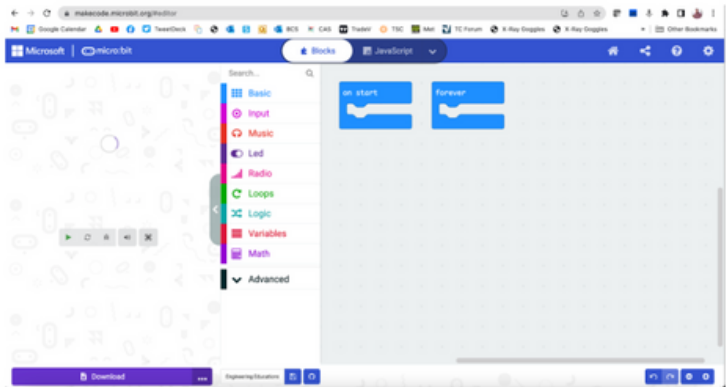 makecode.microbit.org/#editor
Google Calendar TweetDeck BCS CAS TradeV TSC Met TC Forum X-Ray Goggles X-Ray Goggles Other Bookmarks
Microsoft micro:bit Blocks JavaScript
Search...
Basic
on start forever
Input
Music
Led
Radio
Loops
Logic
Variables
Math
Advanced
Download EngineeringEducators